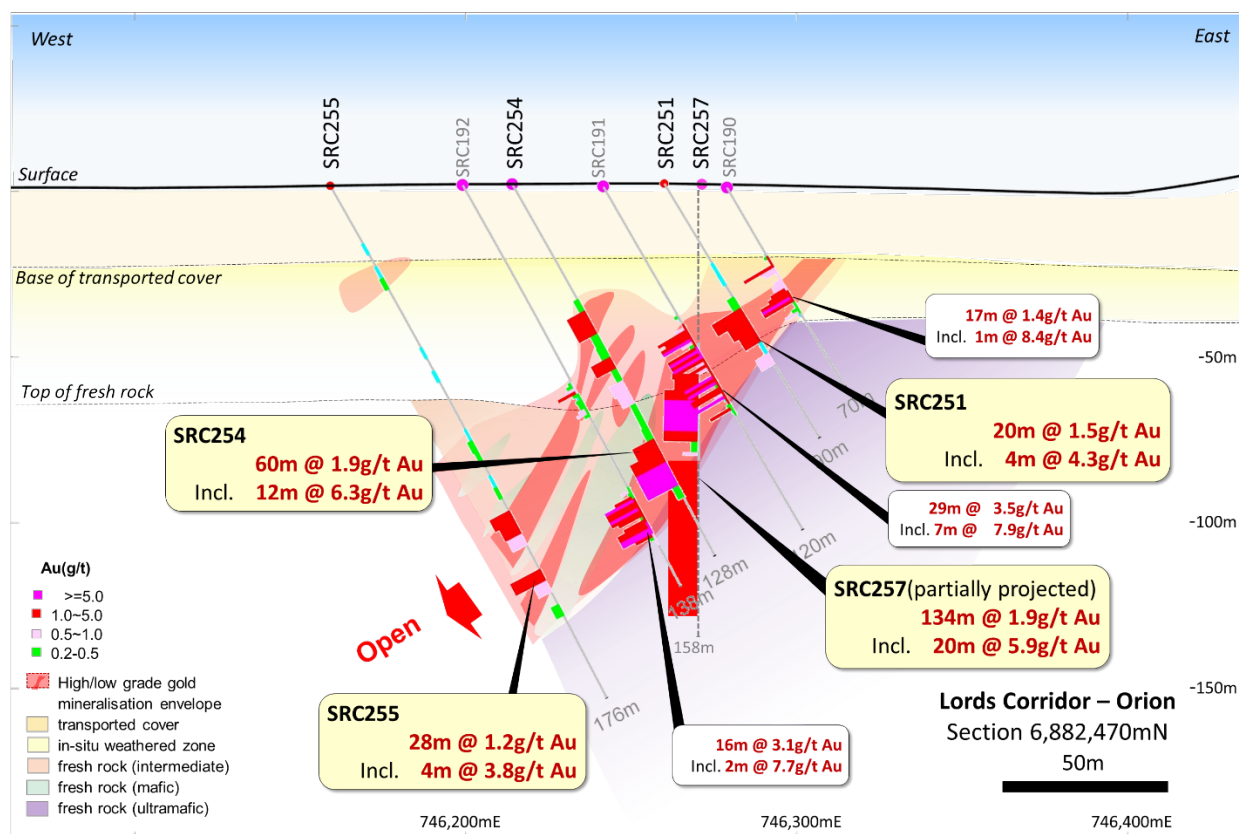 West
East
SRC255
SRC192
SRC254
SRC191
SRC251
SRC257
SRC190
Surface
Base of transported cover
Top of fresh rock
17m @ 1.4g/t Au
Incl. 1m @ 8.4g/t Au
-50m
SRC251
20m @ 1.5g/t Au
Incl. 4m @ 4.3g/t Au
SRC254
60m @ 1.9g/t Au
Incl. 12m @ 6.3g/t Au
70m
100m
29m @ 3.5g/t Au
Incl. 7m @ 7.9g/t Au
-100m
120m
128m
138m
158m
176m
SRC257(partially projected)
134m @ 1.9g/t Au
Incl. 20m @ 5.9g/t Au
Open
Au(g/t)
>=5.0
1.0~5.0
0.5~1.0
0.2-0.5
High/low grade gold
mineralisation envelope
transported cover
in-situ weathered zone
fresh rock (intermediate)
fresh rock (mafic)
fresh rock (ultramafic)
SRC255
28m @ 1.2g/t Au
Incl. 4m @ 3.8g/t Au
16m @ 3.1g/t Au
Incl. 2m @ 7.7g/t Au
-150m
Lords Corridor – Orion
Section 6,882,470mN
50m
746,200mE
746,300mE
746,400mE